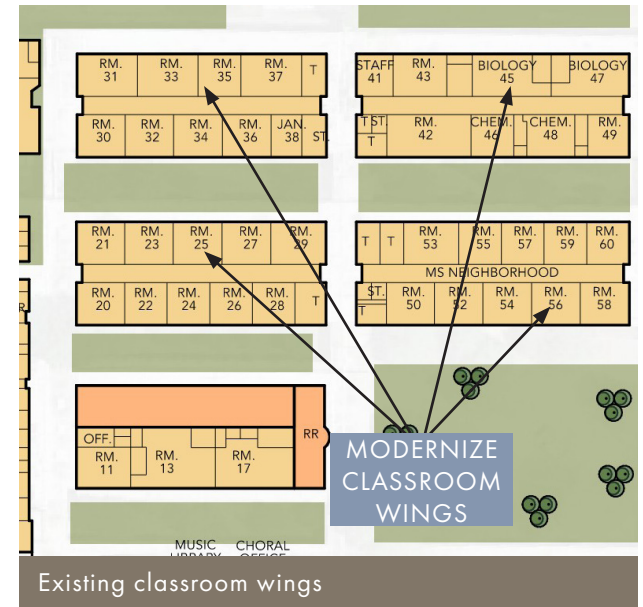 RM. 31
RM. 33
RM. 35
RM. 37
T
RM. 30
RM. 32
RM. 34
RM. 36
JAN. 38
ST.
STAFF 41
RM. 43
BIOLOGY 45
BIOLOGY 47
T
ST.
T
RM. 42
CHEM. 46
CHEM. 48
RM. 49
RM. 21
RM. 23
RM. 25
RM. 27
RM. 29
RM. 20
RM. 22
RM. 24
RM. 26
RM. 28
T
T
T
RM. 53
RM. 55
RM. 57
RM. 59
RM. 60
MS NEIGHBORHOOD
ST.
T
RM. 50
RM. 52
RM. 54
RM. 56
RM. 58
OFF.
RM. 11
RM. 13
RM. 17
RR
MODERNIZE
CLASSROOM
WINGS
MUSIC
CHORAL
Existing classroom wings